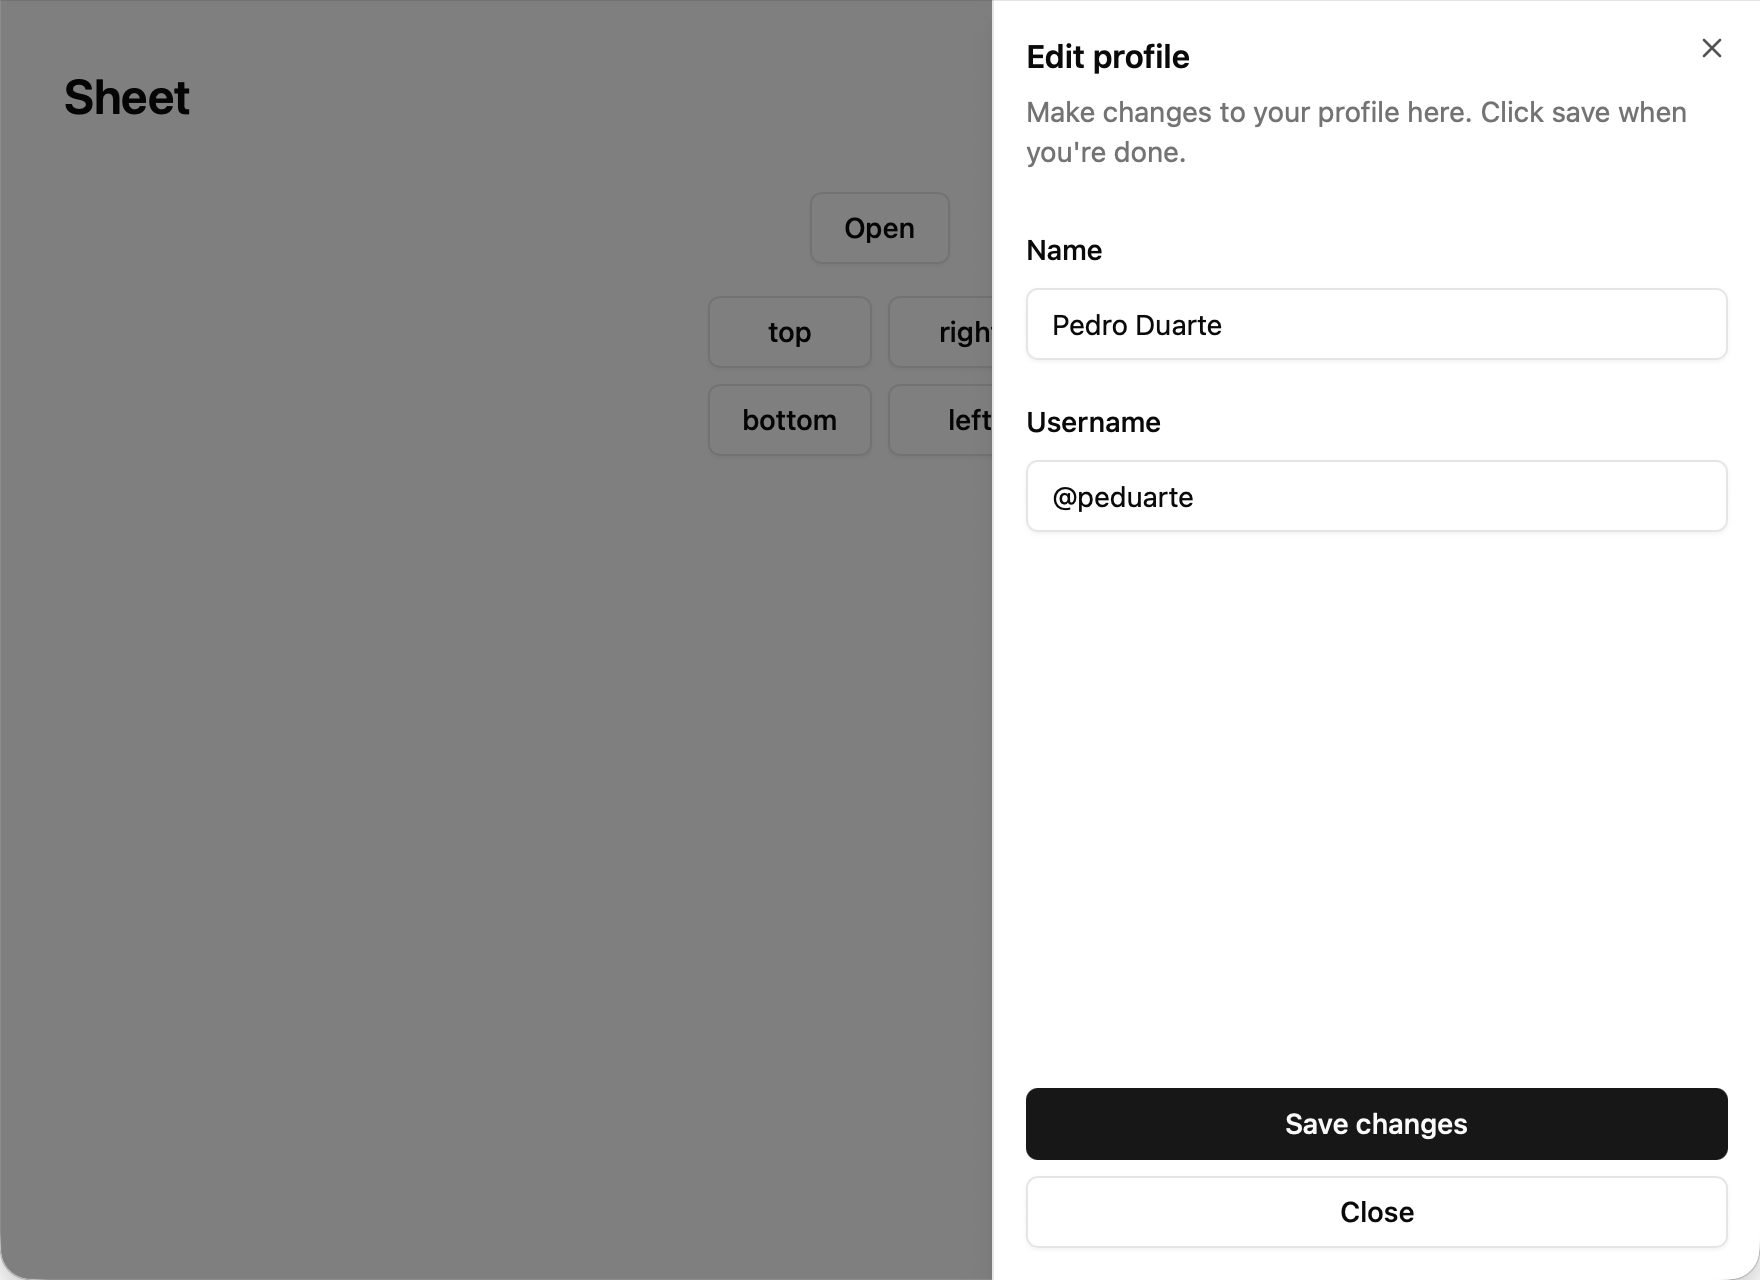 Sheet
Open
top
right
bottom
left
Edit profile
Make changes to your profile here. Click save when
you're done.
Name
Pedro Duarte
Username
@peduarte
Save changes
Close